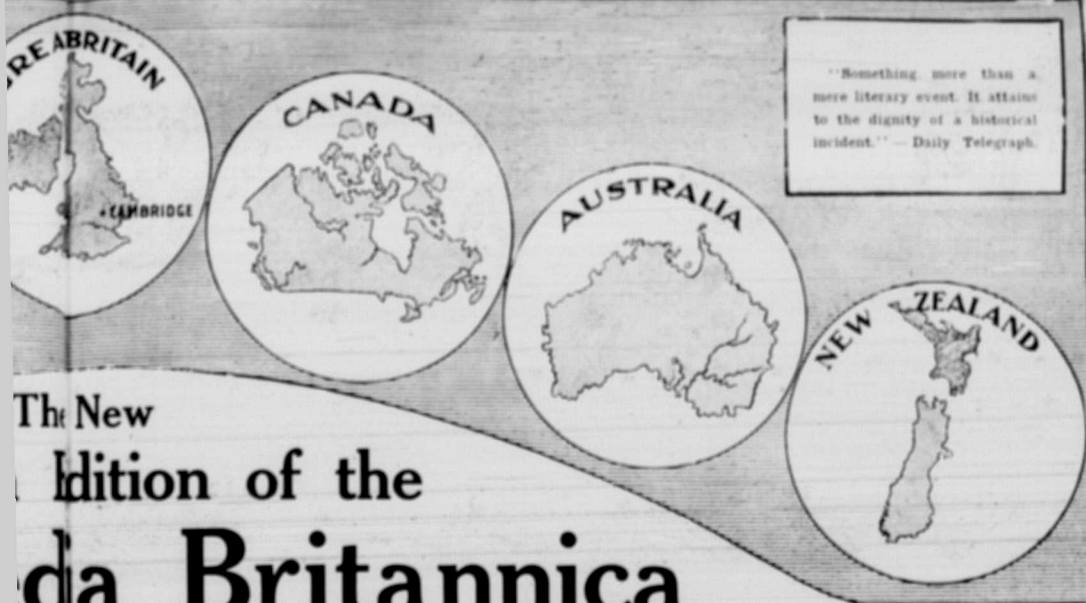 BRITAIN
CAMBRIDGE
CANADA
AUSTRALIA
NEW ZEALAND
"Something more than a
mere literary event. It attains
to the dignity of a historical
incident."—Daily Telegraph.
The New
Edition of the
Britannica